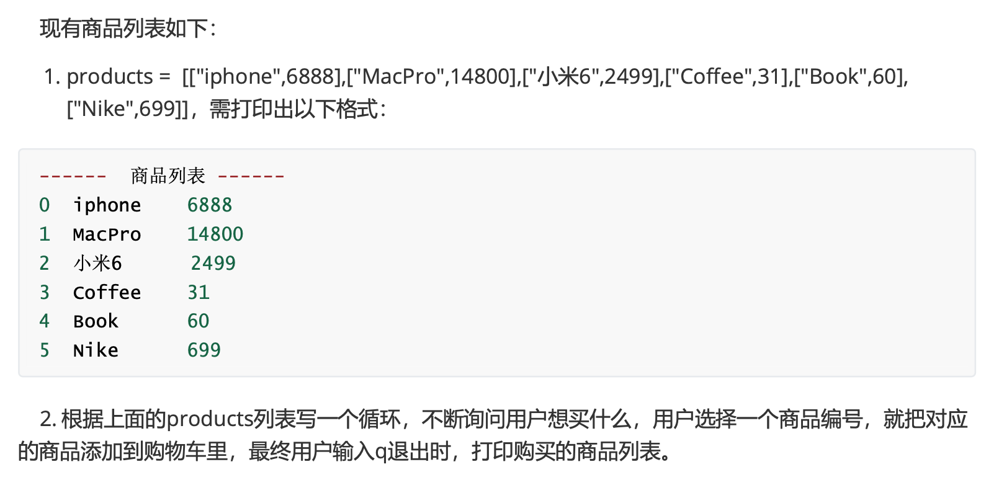 现有商品列表如下：
1. products = [["iphone",6888],["MacPro",14800],["小米6",2499],["Coffee",31],["Book",60],
["Nike",699]]，需打印出以下格式：
------ 商品列表 ------
0 iphone 6888
1 MacPro 14800
2 小米6 2499
3 Coffee 31
4 Book 60
5 Nike 699
2. 根据上面的products列表写一个循环，不断询问用户想买什么，用户选择一个商品编号，就把对应
的商品添加到购物车里，最终用户输入q退出时，打印购买的商品列表。